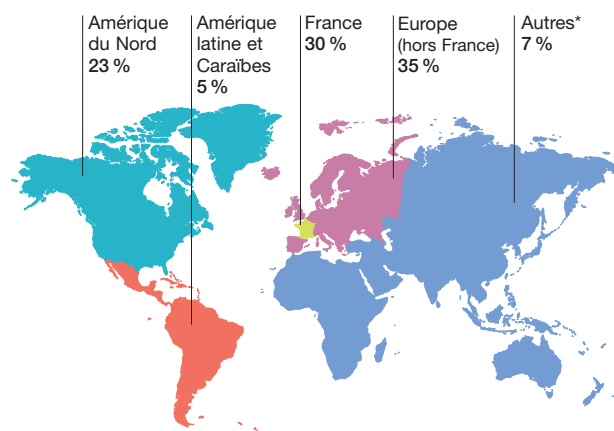 Amérique
du Nord
23 %
Amérique
latine et
Caraïbes
5 %
France
30 %
Europe
(hors France)
35 %
Autres*
7 %